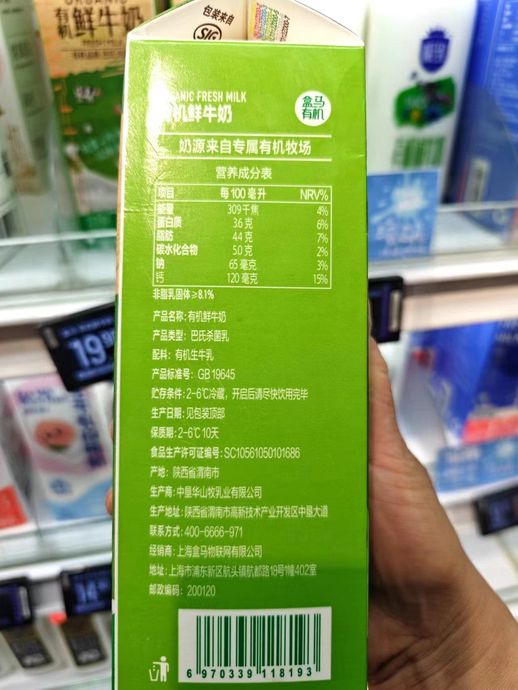 包装来自
SIG
有机鲜牛奶
ORGANIC FRESH MILK
有机鲜牛奶
盒马
有机
奶源来自专属有机牧场
营养成分表
项目 每100毫升 NRV%
能量 309千焦 4%
蛋白质 3.6克 6%
脂肪 4.4克 7%
碳水化合物 5.0克 2%
钠 65毫克 3%
钙 120毫克 15%
非脂乳固体≥8.1%
产品名称:有机鲜牛奶
产品类型:巴氏杀菌乳
配料:有机生牛乳
产品标准号:GB 19645
贮存条件:2-6℃冷藏,开启后请尽快饮用完毕
生产日期:见包装顶部
保质期:2-6℃ 10天
食品生产许可证编号:SC10561050101686
产地:陕西省渭南市
生产商:中垦华山牧乳业有限公司
生产地址:陕西省渭南市高新技术产业开发区中垦大道
联系方式:400-6666-971
经销商:上海盒马物联网有限公司
地址:上海市浦东新区航头镇航都路18号1幢402室
邮政编码:200120
6 970339 118193
19.9